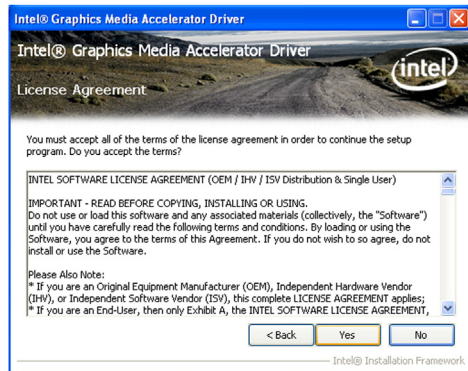 Intel® Graphics Media Accelerator Driver
Intel® Graphics Media Accelerator Driver
intel
License Agreement
You must accept all of the terms of the license agreement in order to continue the setup
program. Do you accept the terms?
INTEL SOFTWARE LICENSE AGREEMENT (OEM / IHV / ISV Distribution & Single User)
IMPORTANT - READ BEFORE COPYING, INSTALLING OR USING.
Do not use or load this software and any associated materials (collectively, the "Software")
until you have carefully read the following terms and conditions. By loading or using the
Software, you agree to the terms of this Agreement. If you do not wish to so agree, do not
install or use the Software.
Please Also Note:
* If you are an Original Equipment Manufacturer (OEM), Independent Hardware Vendor
(IHV), or Independent Software Vendor (ISV), this complete LICENSE AGREEMENT applies;
* If you are an End-User, then only Exhibit A, the INTEL SOFTWARE LICENSE AGREEMENT,
< Back Yes No
Intel® Installation Framework